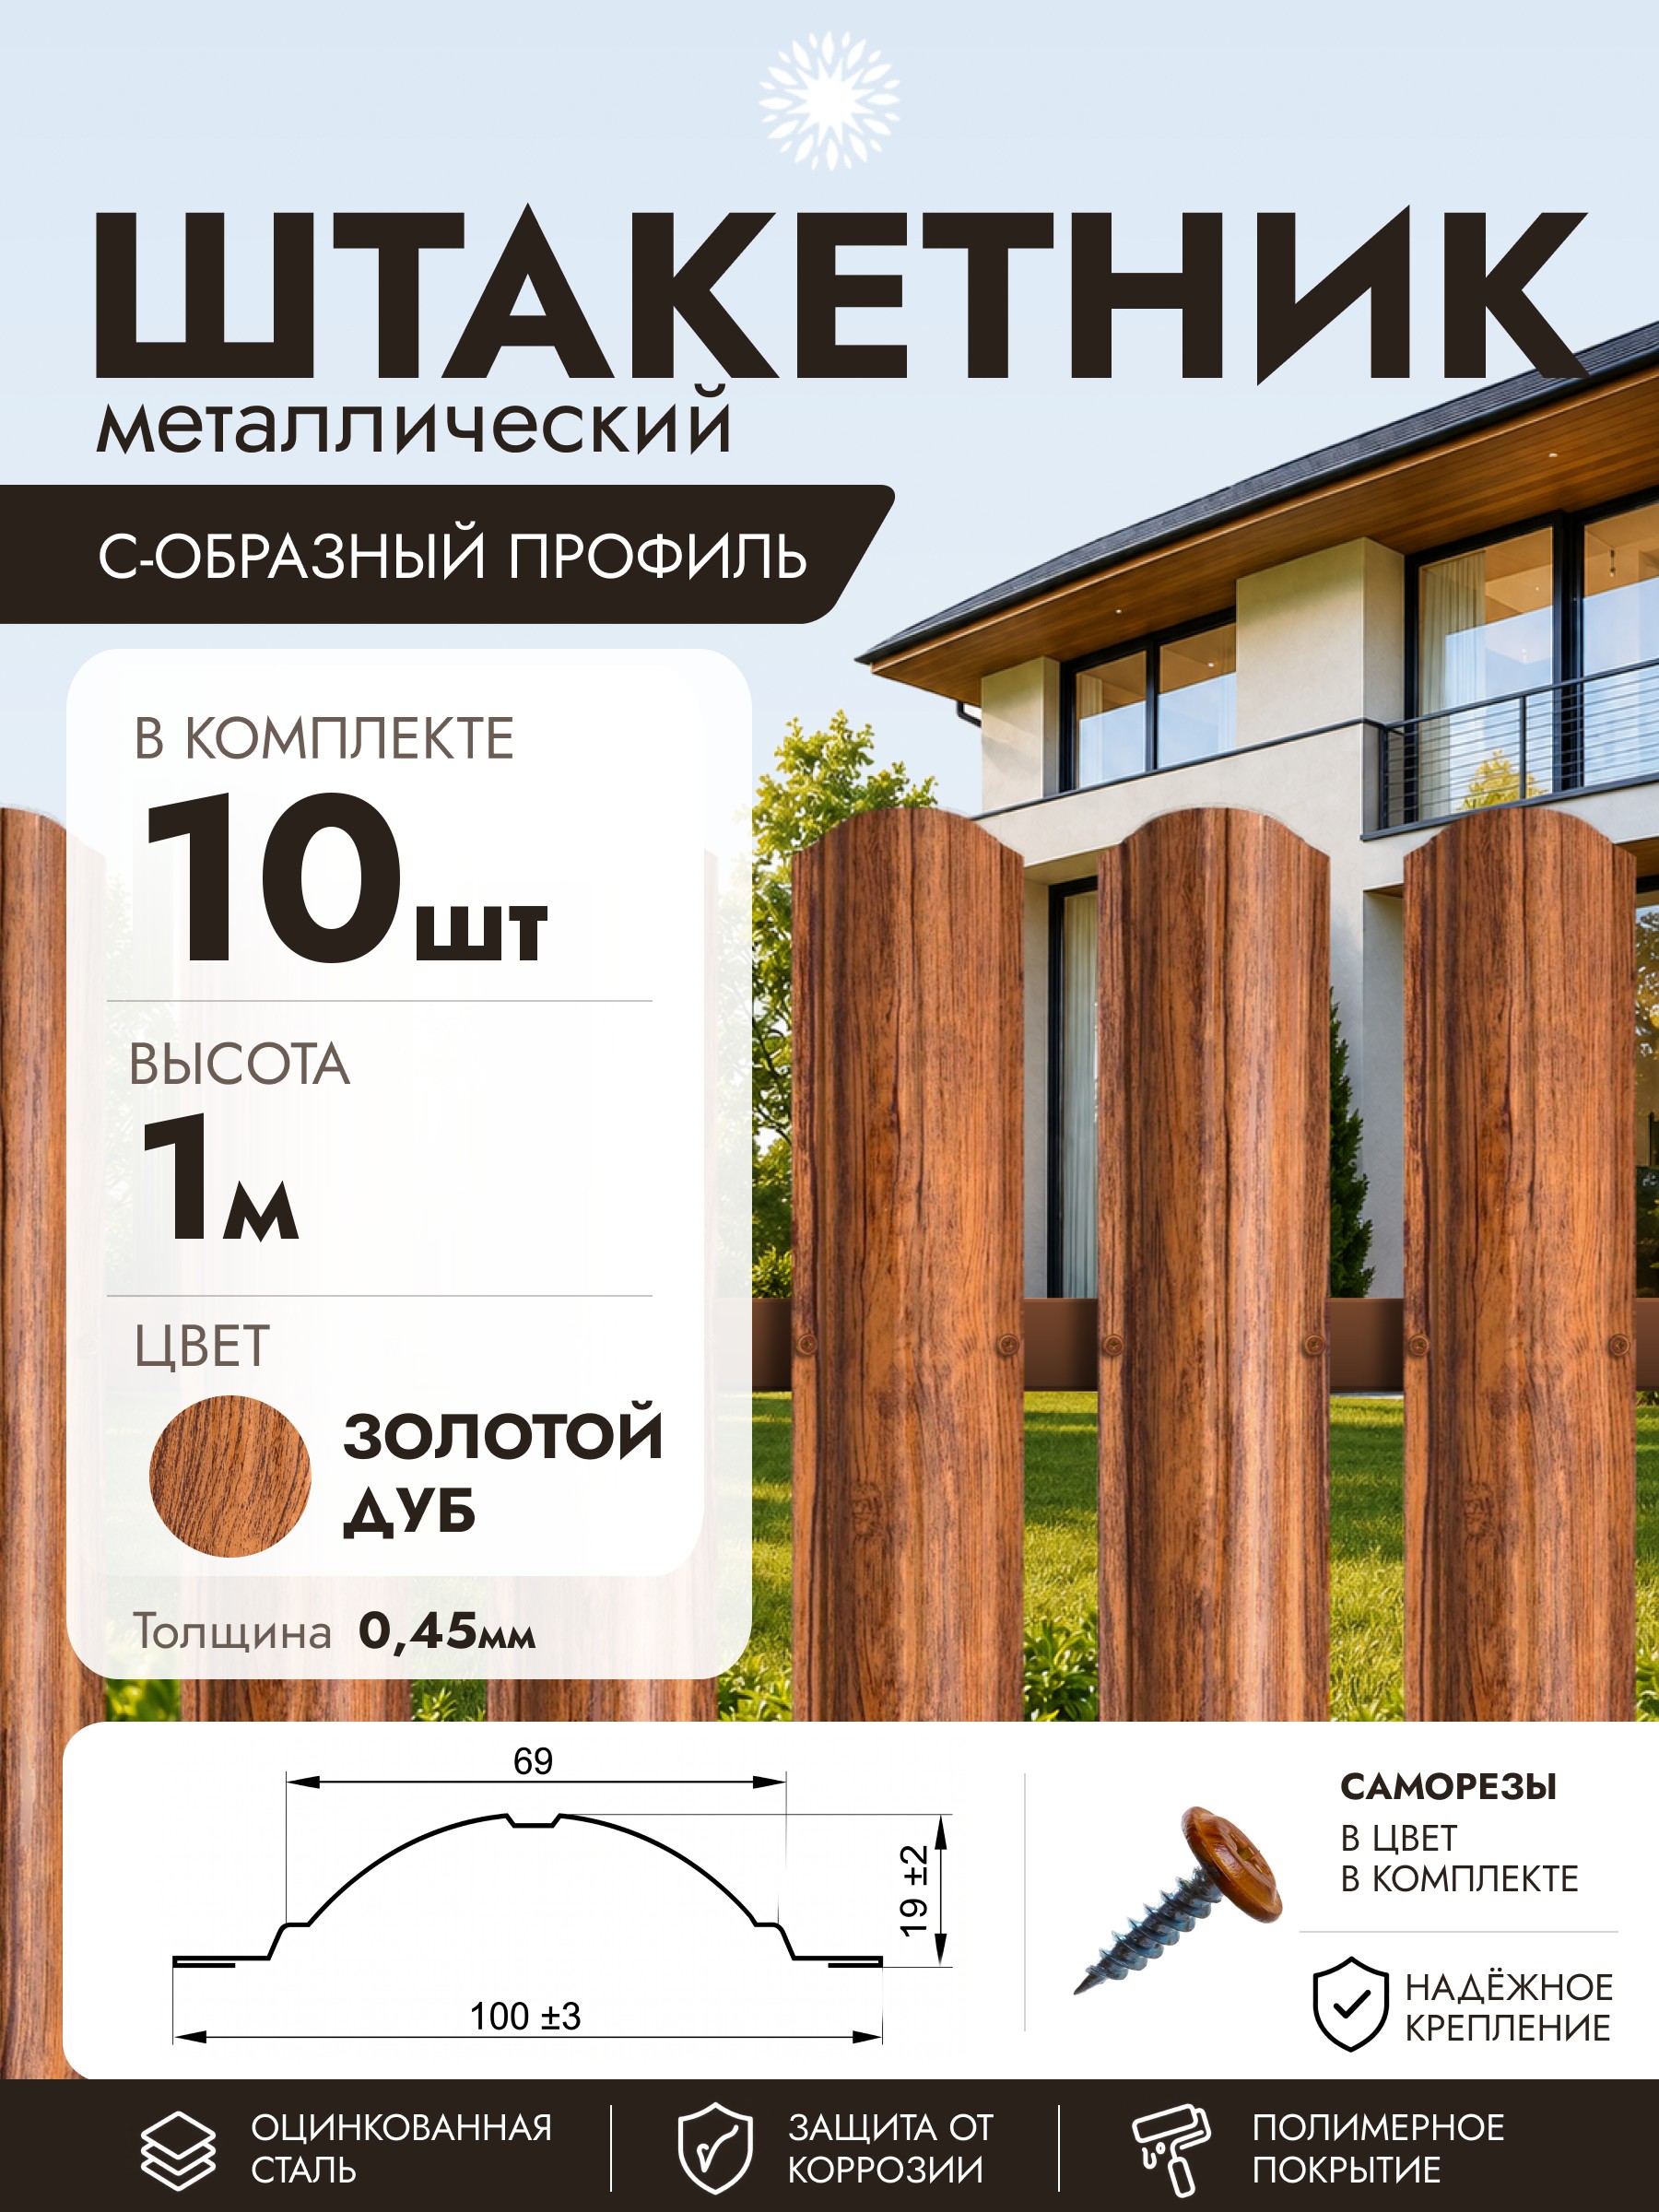 ШТАКЕТНИК
металлический
С-ОБРАЗНЫЙ ПРОФИЛЬ
В КОМПЛЕКТЕ
10шт
ВЫСОТА
1м
ЦВЕТ
ЗОЛОТОЙ
ДУБ
Толщина 0,45мм
69
19 ±2
100 ±3
САМОРЕЗЫ
В ЦВЕТ
В КОМПЛЕКТЕ
НАДЁЖНОЕ
КРЕПЛЕНИЕ
ОЦИНКОВАННАЯ
СТАЛЬ
ЗАЩИТА ОТ
КОРРОЗИИ
ПОЛИМЕРНОЕ
ПОКРЫТИЕ